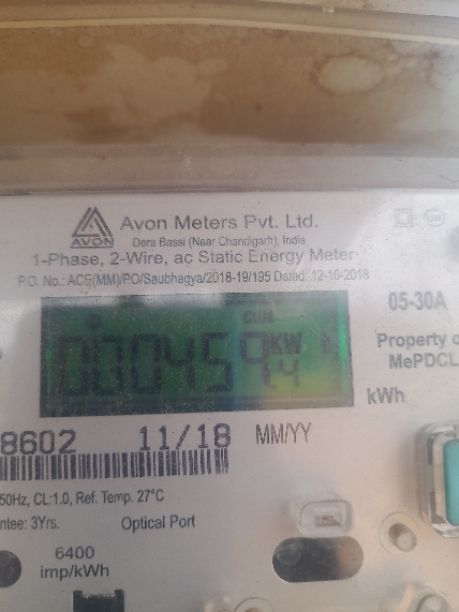 AVON
Avon Meters Pvt. Ltd.
Dera Bassi (Near Chandigarh), India
1-Phase, 2-Wire, ac Static Energy Meter
P.O. No.: ACE(MM)/PO/Saubhagya/2018-19/195 Dated: 12-10-2018
05-30A
CUM
KW
Property o
MePDCL
kWh
8602 11/18 MM/YY
50Hz, CL:1.0, Ref. Temp. 27°C
ntee: 3Yrs. Optical Port
6400
imp/kWh